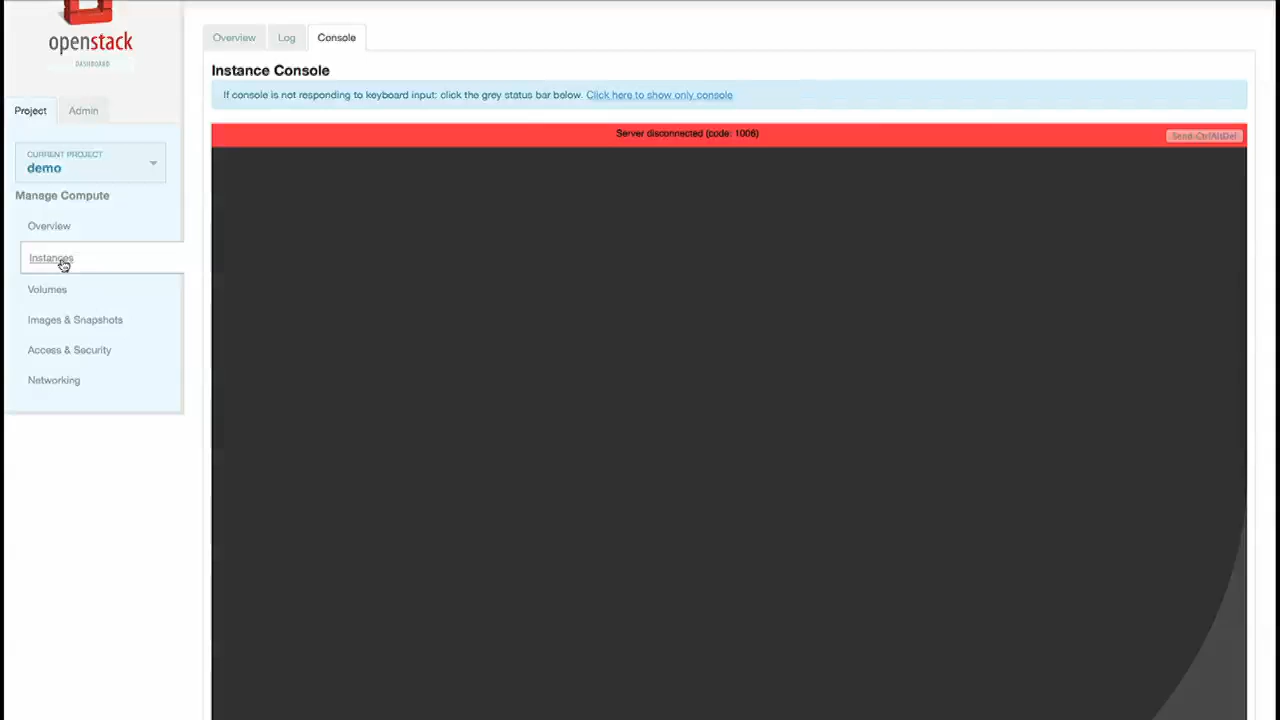 openstack
DASHBOARD
Project
Admin
CURRENT PROJECT
demo
Manage Compute
Overview
Instances
Volumes
Images & Snapshots
Access & Security
Networking
Overview
Log
Console
Instance Console
If console is not responding to keyboard input: click the grey status bar below. Click here to show only console
Server disconnected (code: 1006)
Send CtrlAltDel